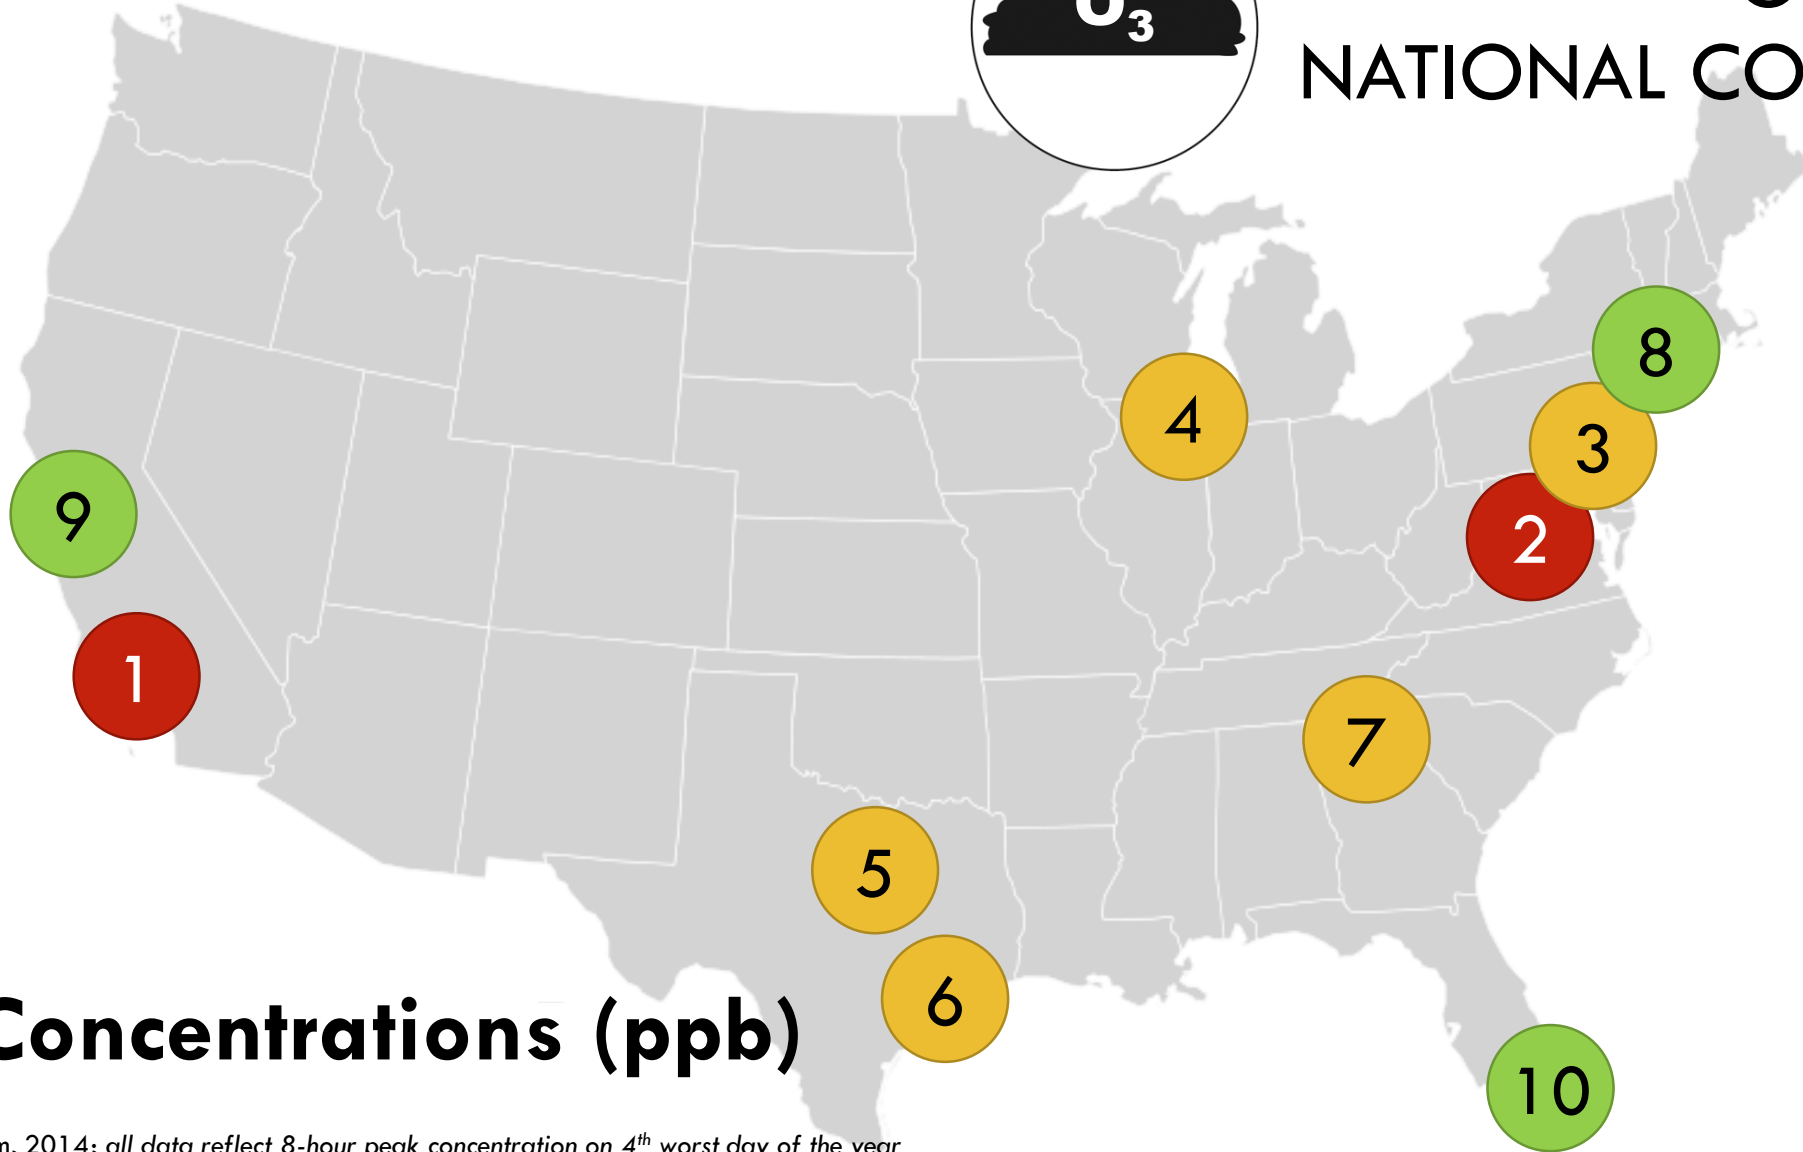 O₃
NATIONAL CO
8
4
3
9
2
1
7
5
6
Concentrations (ppb)
10
2014: all data reflect 8-hour peak concentration on 4th worst day of the year